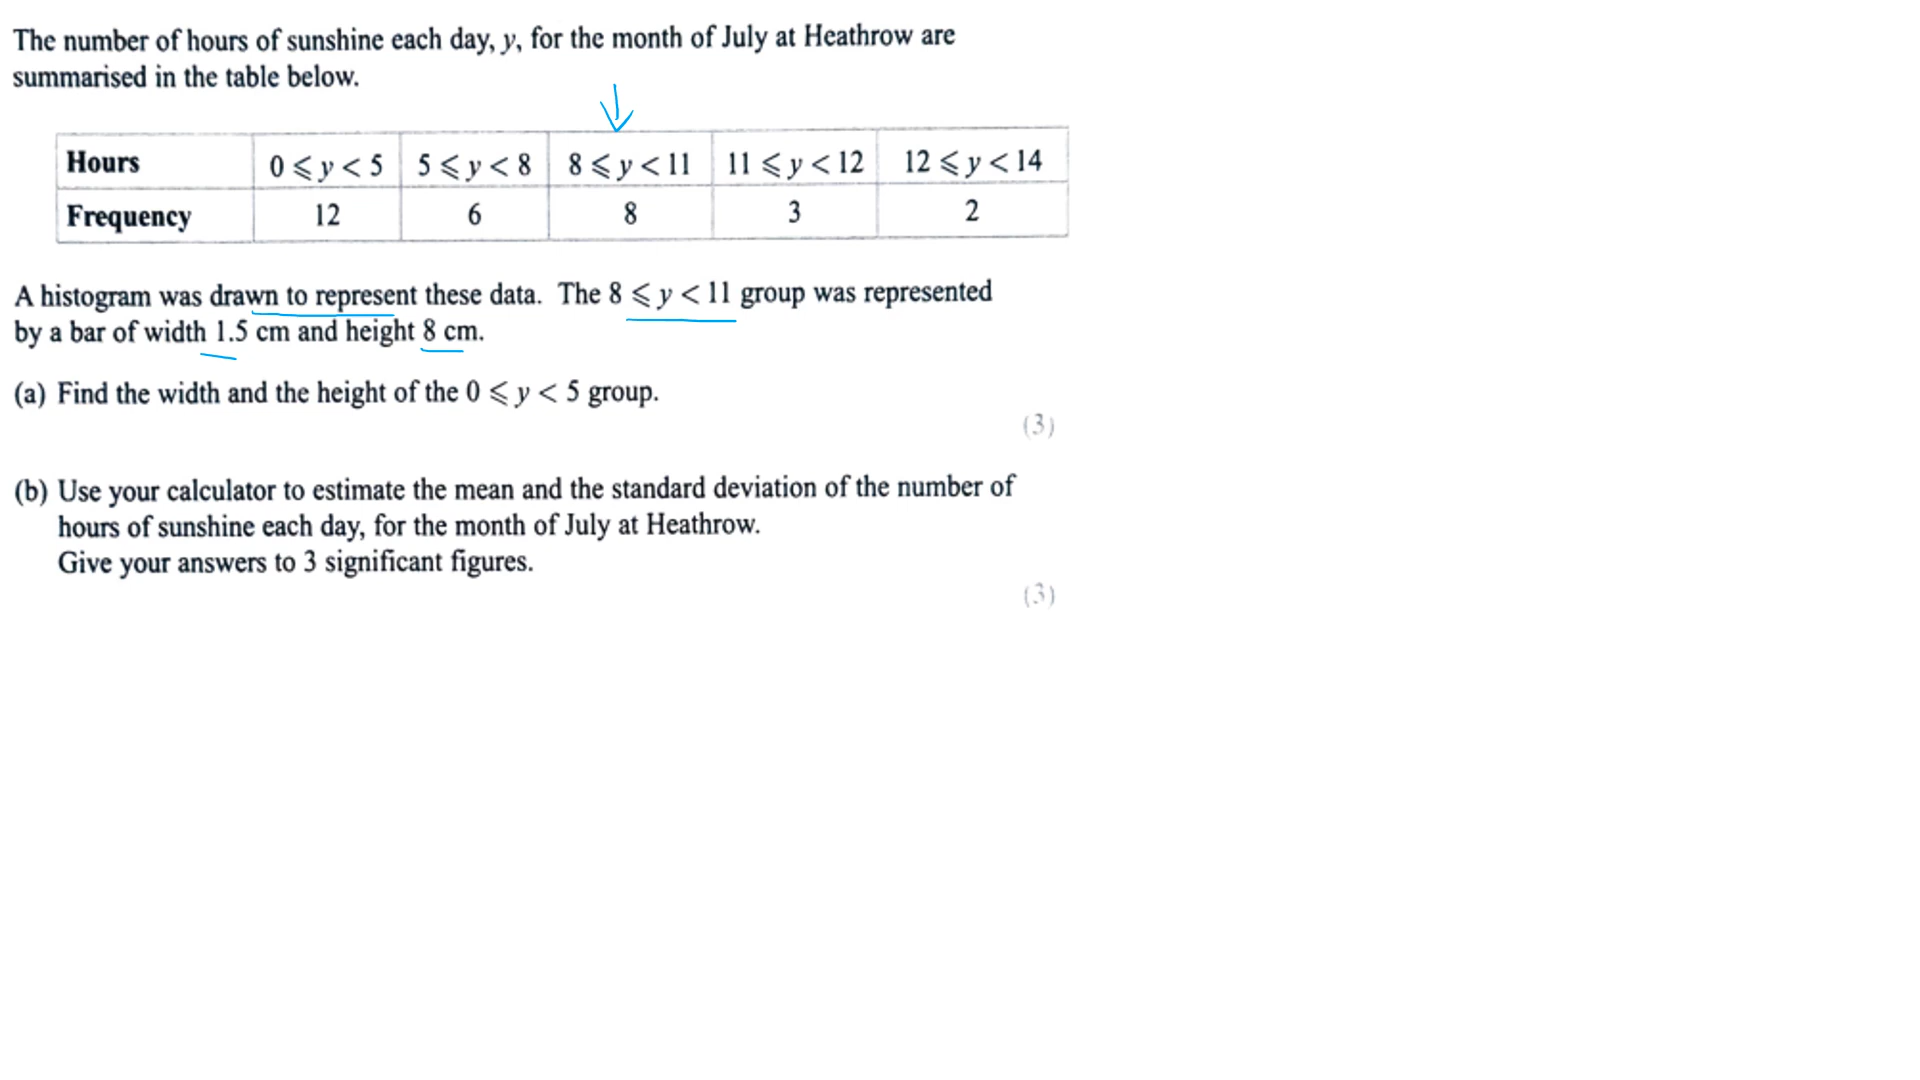 The number of hours of sunshine each day, y, for the month of July at Heathrow are
summarised in the table below.
Hours 0 ⩽ y < 5 5 ⩽ y < 8 8 ⩽ y < 11 11 ⩽ y < 12 12 ⩽ y < 14
Frequency 12 6 8 3 2
A histogram was drawn to represent these data. The 8 ⩽ y < 11 group was represented
by a bar of width 1.5 cm and height 8 cm.
(a) Find the width and the height of the 0 ⩽ y < 5 group.
(3)
(b) Use your calculator to estimate the mean and the standard deviation of the number of
hours of sunshine each day, for the month of July at Heathrow.
Give your answers to 3 significant figures.
(3)